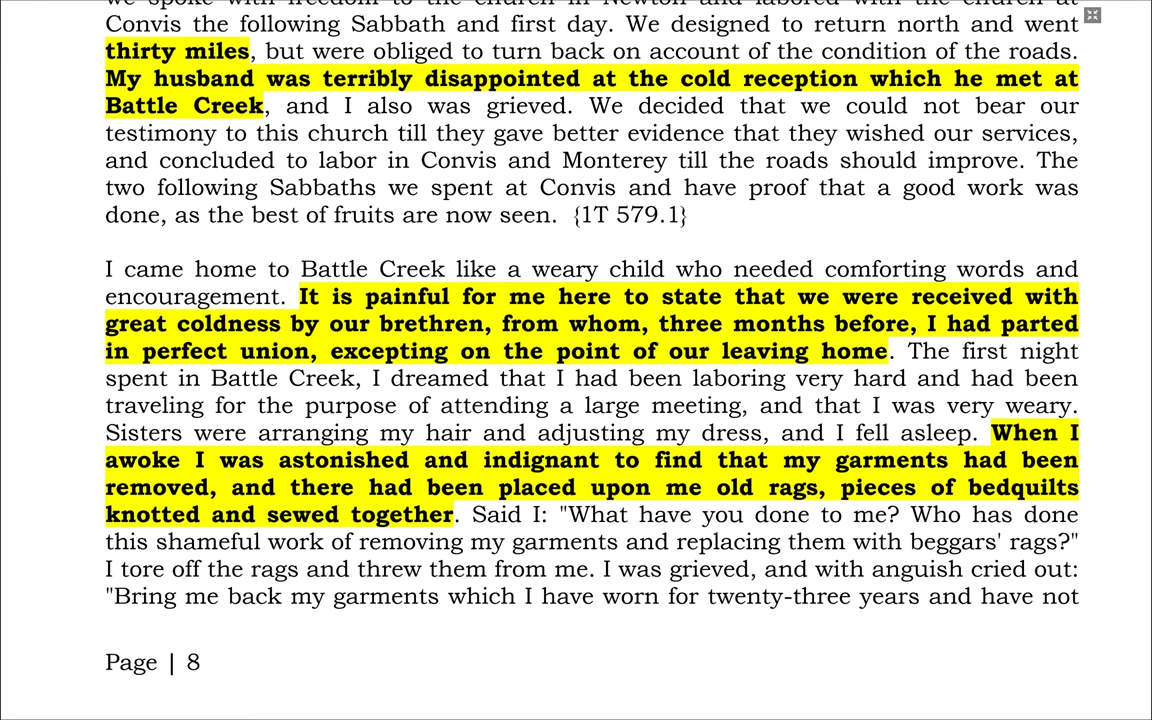 we spoke with freedom to the church in Newton and labored with the church at
Convis the following Sabbath and first day. We designed to return north and went
thirty miles, but were obliged to turn back on account of the condition of the roads.
My husband was terribly disappointed at the cold reception which he met at
Battle Creek, and I also was grieved. We decided that we could not bear our
testimony to this church till they gave better evidence that they wished our services,
and concluded to labor in Convis and Monterey till the roads should improve. The
two following Sabbaths we spent at Convis and have proof that a good work was
done, as the best of fruits are now seen. {1T 579.1}
I came home to Battle Creek like a weary child who needed comforting words and
encouragement. It is painful for me here to state that we were received with
great coldness by our brethren, from whom, three months before, I had parted
in perfect union, excepting on the point of our leaving home. The first night
spent in Battle Creek, I dreamed that I had been laboring very hard and had been
traveling for the purpose of attending a large meeting, and that I was very weary.
Sisters were arranging my hair and adjusting my dress, and I fell asleep. When I
awoke I was astonished and indignant to find that my garments had been
removed, and there had been placed upon me old rags, pieces of bedquilts
knotted and sewed together. Said I: "What have you done to me? Who has done
this shameful work of removing my garments and replacing them with beggars' rags?"
I tore off the rags and threw them from me. I was grieved, and with anguish cried out:
"Bring me back my garments which I have worn for twenty-three years and have not
Page | 8